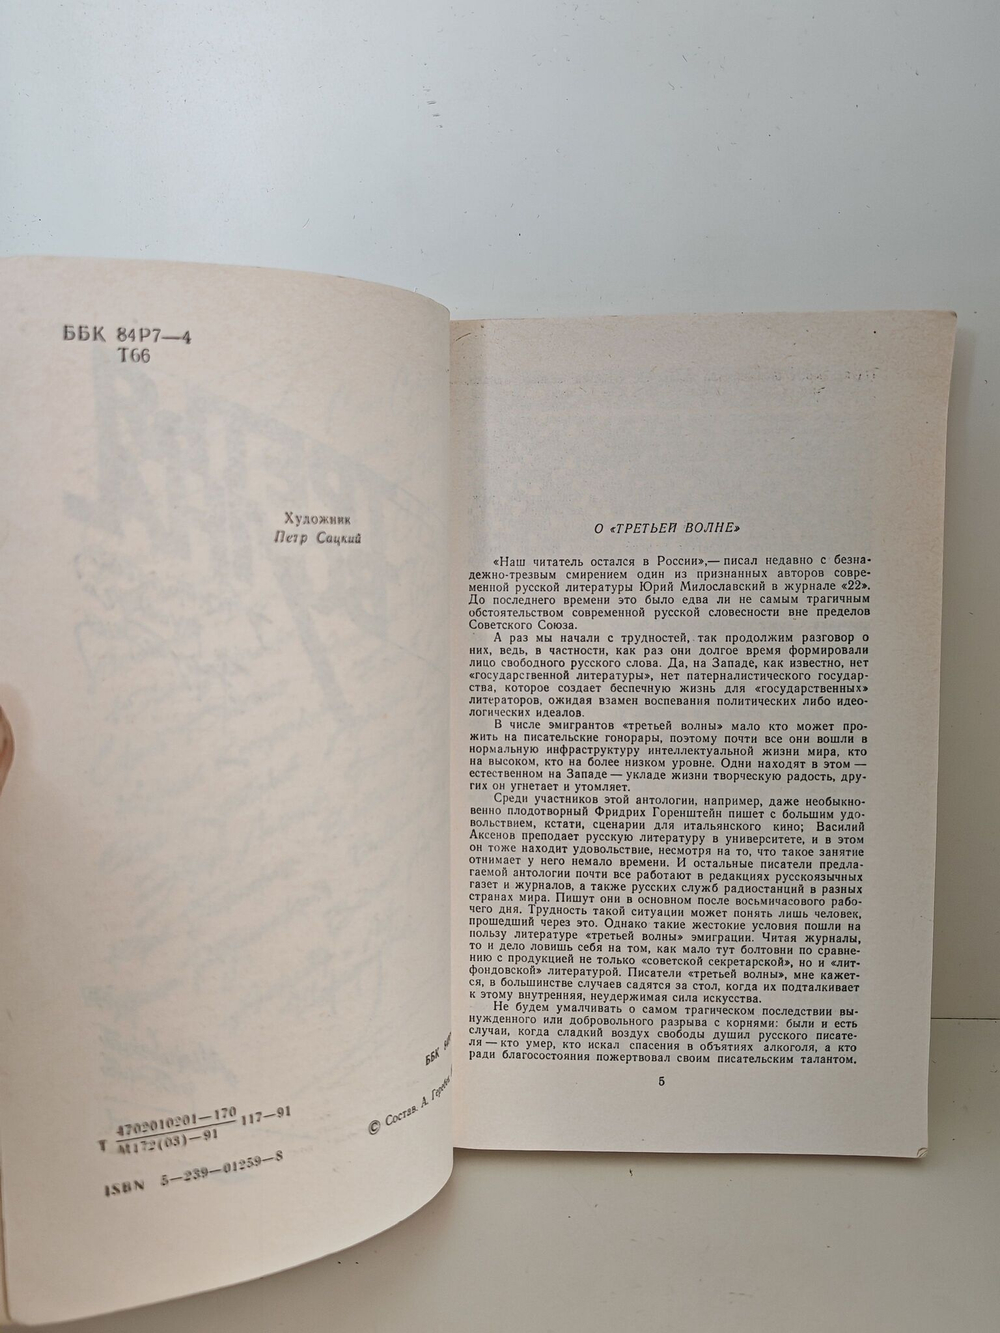 ББК 84Р7—4
Т66
Художник
Петр Сацкий
ББК
© Состав. А.
Т 4702010201—170 117—91
М172(03)—91
ISBN 5—239—01259—8
О «ТРЕТЬЕЙ ВОЛНЕ»
«Наш читатель остался в России»,— писал недавно с безна-
дежно-трезвым смирением один из признанных авторов совре-
менной русской литературы Юрий Милославский в журнале «22».
До последнего времени это было едва ли не самым трагичным
обстоятельством современной русской словесности вне пределов
Советского Союза.
А раз мы начали с трудностей, так продолжим разговор о
них, ведь, в частности, как раз они долгое время формировали
лицо свободного русского слова. Да, на Западе, как известно, нет
«государственной литературы», нет патерналистического государ-
ства, которое создает беспечную жизнь для «государственных»
литераторов, ожидая взамен воспевания политических либо идео-
логических идеалов.
В числе эмигрантов «третьей волны» мало кто может про-
жить на писательские гонорары, поэтому почти все они вошли в
нормальную инфраструктуру интеллектуальной жизни мира, кто
на высоком, кто на более низком уровне. Одни находят в этом —
естественном на Западе — укладе жизни творческую радость, дру-
гих он угнетает и утомляет.
Среди участников этой антологии, например, даже необыкно-
венно плодотворный Фридрих Горенштейн пишет с большим удо-
вольствием, кстати, сценарии для итальянского кино; Василий
Аксенов преподает русскую литературу в университете, и в этом
он тоже находит удовольствие, несмотря на то, что такое занятие
отнимает у него немало времени. И остальные писатели предла-
гаемой антологии почти все работают в редакциях русскоязычных
газет и журналов, а также русских служб радиостанций в разных
странах мира. Пишут они в основном после восьмичасового рабо-
чего дня. Трудность такой ситуации может понять лишь человек,
прошедший через это. Однако такие жестокие условия пошли на
пользу литературе «третьей волны» эмиграции. Читая журналы,
то и дело ловишь себя на том, как мало тут болтовни по сравне-
нию с продукцией не только «советской секретарской», но и «лит-
фондовской» литературой. Писатели «третьей волны», мне кажет-
ся, в большинстве случаев садятся за стол, когда их подталкивает
к этому внутренняя, неудержимая сила искусства.
Не будем умалчивать о самом трагическом последствии вы-
нужденного или добровольного разрыва с корнями: были и есть
случаи, когда сладкий воздух свободы душил русского писате-
ля — кто умер, кто искал спасения в объятиях алкоголя, а кто
ради благосостояния пожертвовал своим писательским талантом.
5